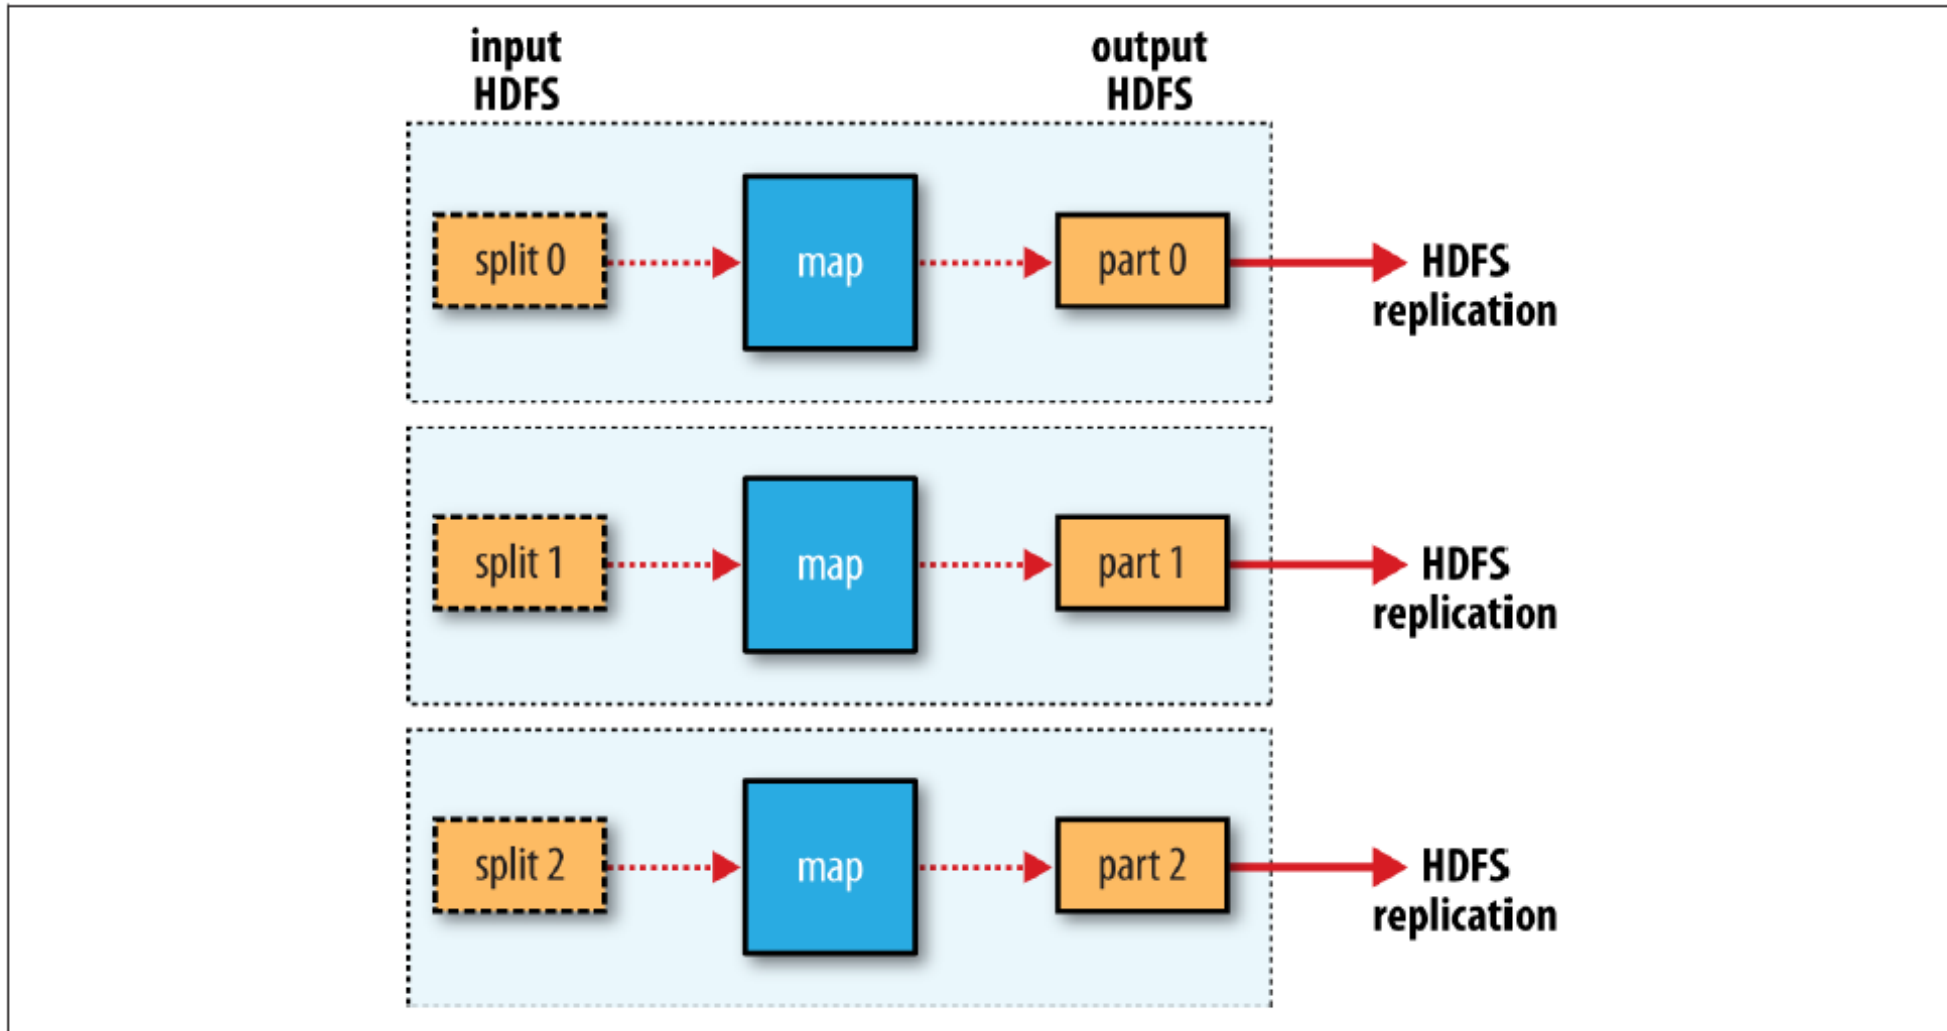 input
HDFS
output
HDFS
split 0
map
part 0
HDFS
replication
split 1
map
part 1
HDFS
replication
split 2
map
part 2
HDFS
replication